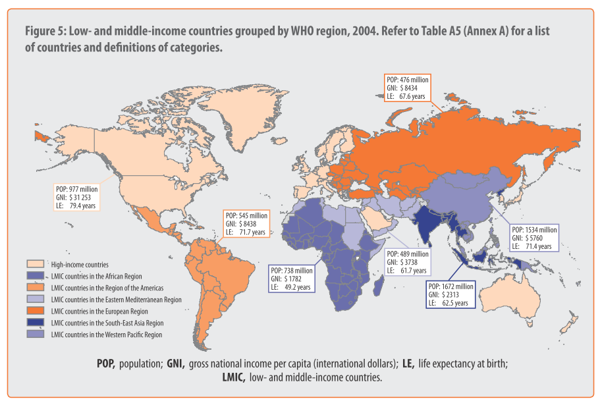 Figure 5: Low- and middle-income countries grouped by WHO region, 2004. Refer to Table A5 (Annex A) for a list
of countries and definitions of categories.
POP: 476 million
GNI: $ 8434
LE: 67.6 years
POP: 977 million
GNI: $ 31 253
LE: 79.4 years
POP: 545 million
GNI: $ 8438
LE: 71.7 years
POP: 738 million
GNI: $ 1782
LE: 49.2 years
POP: 489 million
GNI: $ 3738
LE: 61.7 years
POP: 1534 million
GNI: $ 5760
LE: 71.4 years
POP: 1672 million
GNI: $ 2313
LE: 62.5 years
High-income countries
LMIC countries in the African Region
LMIC countries in the Region of the Americas
LMIC countries in the Eastern Mediterranean Region
LMIC countries in the European Region
LMIC countries in the South-East Asia Region
LMIC countries in the Western Pacific Region
POP, population; GNI, gross national income per capita (international dollars); LE, life expectancy at birth;
LMIC, low- and middle-income countries.